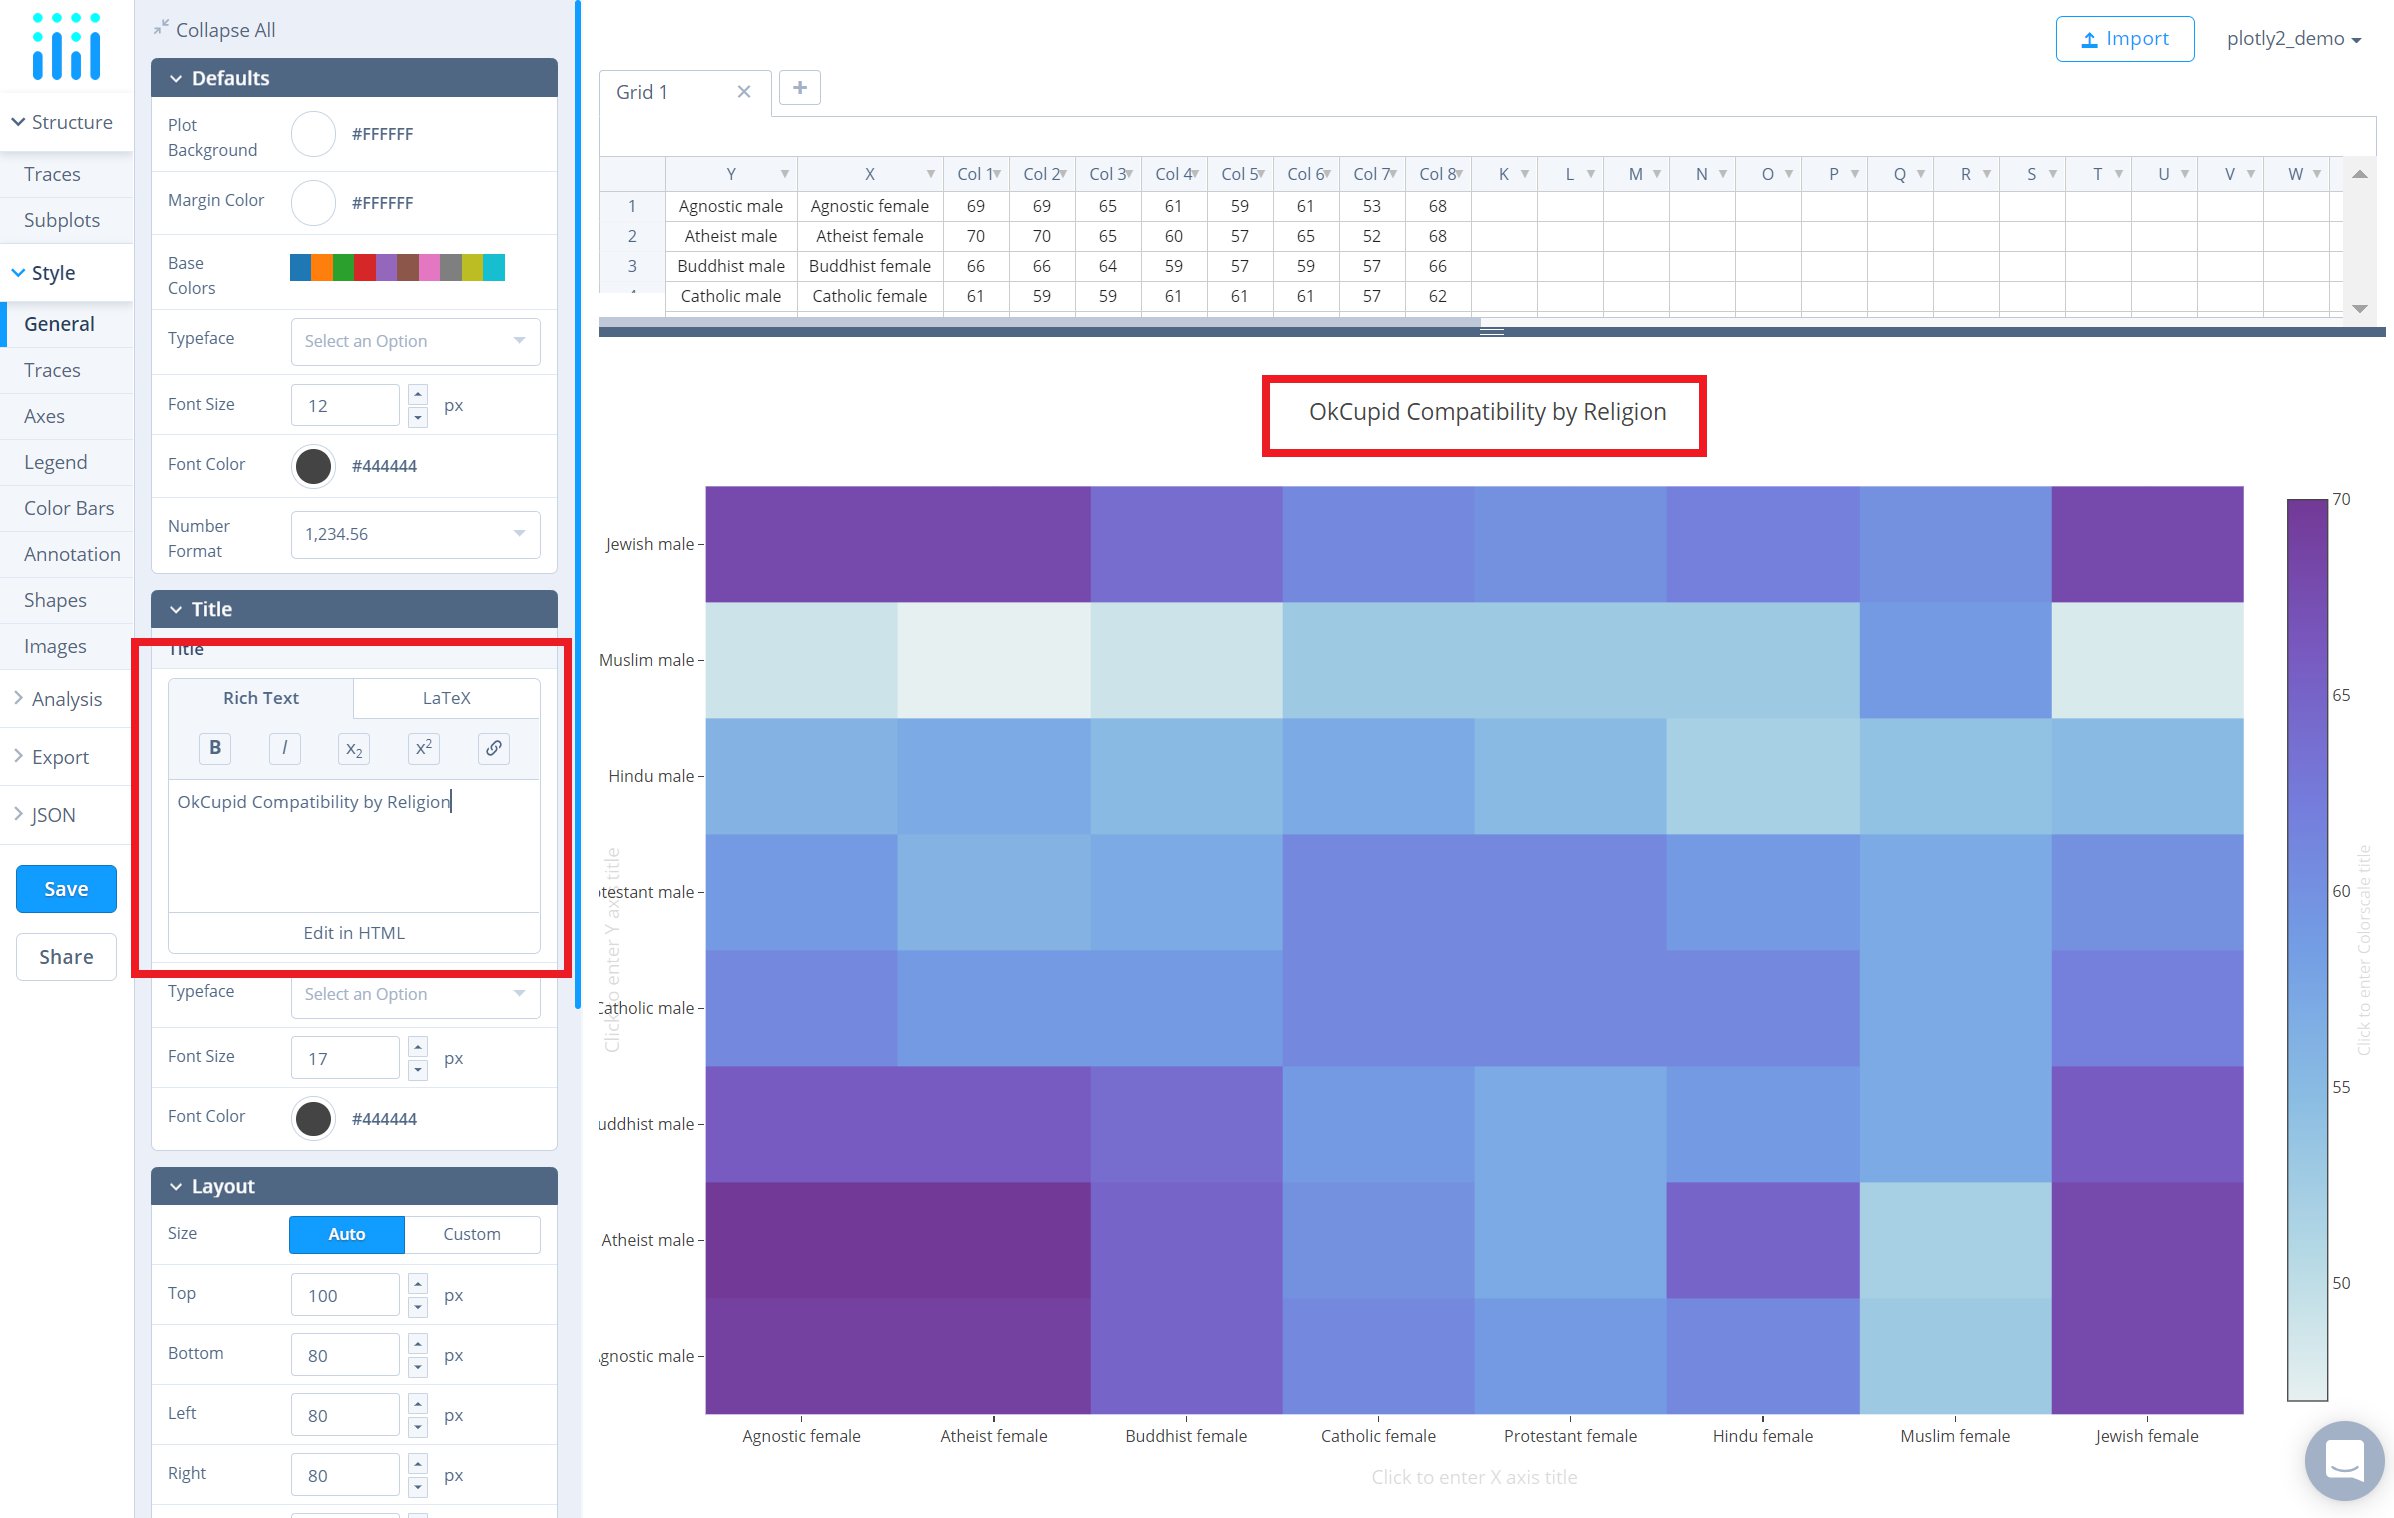 Collapse All
Import
plotly2_demo
Defaults
Plot Background #FFFFFF
Margin Color #FFFFFF
Base Colors
Typeface Select an Option
Font Size 12 px
Font Color #444444
Number Format 1,234.56
Title
Title
Rich Text LaTeX
B I x2 x2
OkCupid Compatibility by Religion
Edit in HTML
Typeface Select an Option
Font Size 17 px
Font Color #444444
Layout
Size Auto Custom
Top 100 px
Bottom 80 px
Left 80 px
Right 80 px
Structure
Traces
Subplots
Style
General
Traces
Axes
Legend
Color Bars
Annotation
Shapes
Images
Analysis
Export
JSON
Save
Share
Grid 1
Y X Col 1 Col 2 Col 3 Col 4 Col 5 Col 6 Col 7 Col 8 K L M N O P Q R S T U V W
1 Agnostic male Agnostic female 69 69 65 61 59 61 53 68
2 Atheist male Atheist female 70 70 65 60 57 65 52 68
3 Buddhist male Buddhist female 66 66 64 59 57 59 57 66
Catholic male Catholic female 61 59 59 61 61 61 57 62
OkCupid Compatibility by Religion
Jewish male
Muslim male
Hindu male
otestant male
Catholic male
uddhist male
Atheist male
gnostic male
Click to enter Y axis title
Agnostic female Atheist female Buddhist female Catholic female Protestant female Hindu female Muslim female Jewish female
Click to enter X axis title
70
65
60
55
50
Click to enter Colorscale title